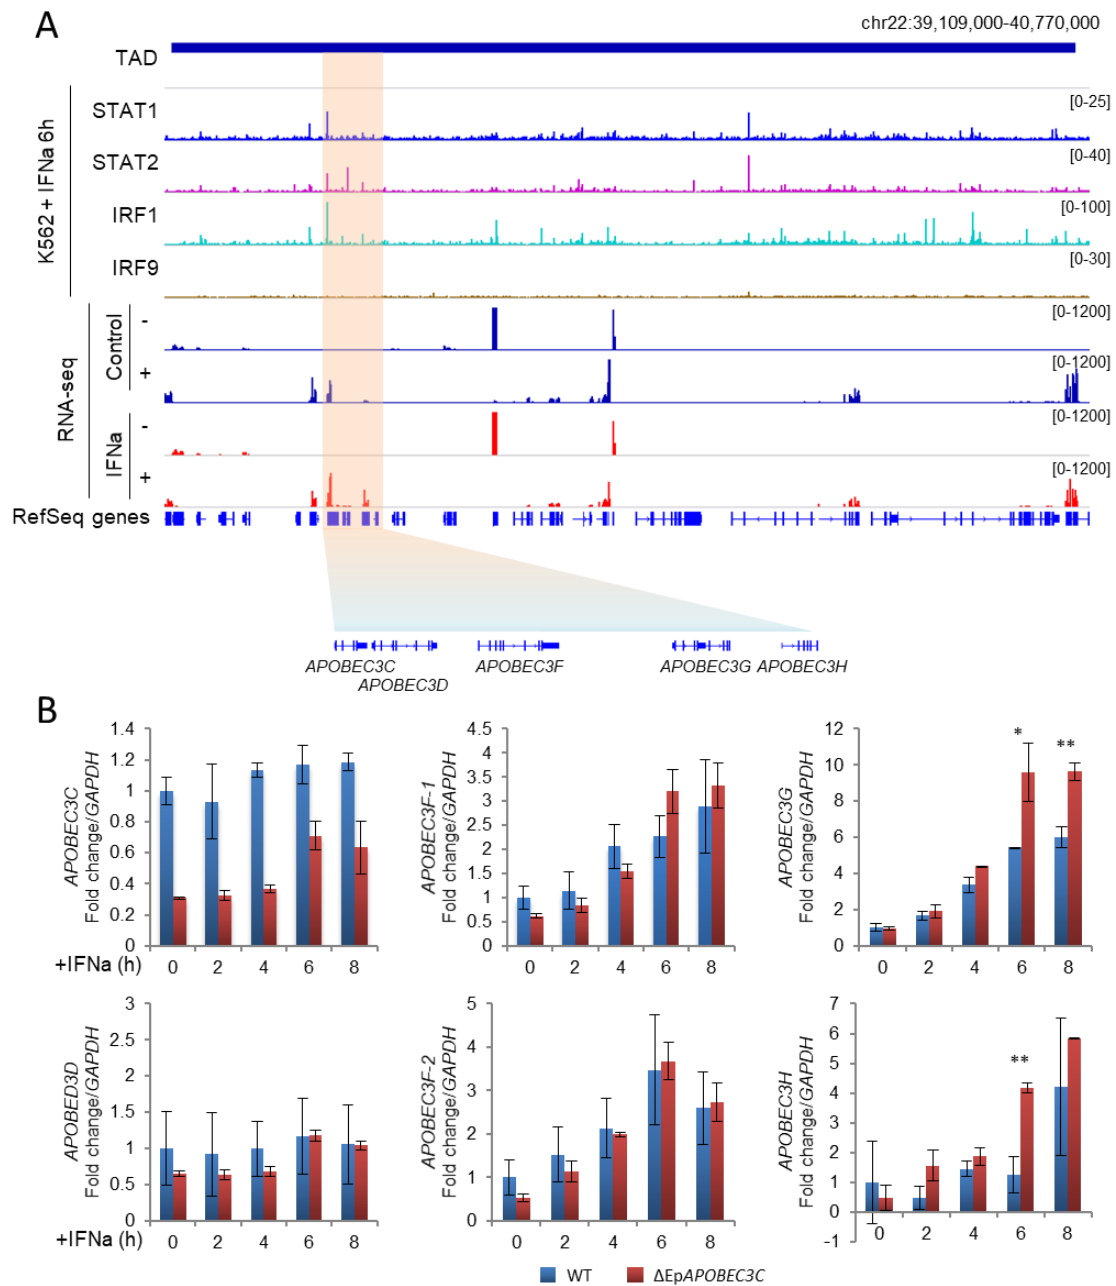 A
chr22:39,109,000-40,770,000
TAD
K562 + IFNa 6h
STAT1
[0-25]
STAT2
[0-40]
IRF1
[0-100]
IRF9
[0-30]
RNA-seq
Control
-
[0-1200]
+
[0-1200]
IFNa
-
[0-1200]
+
[0-1200]
RefSeq genes
APOBEC3C
APOBEC3D
APOBEC3F
APOBEC3G
APOBEC3H
B
APOBEC3C
Fold change/GAPDH
1.4
1.2
1
0.8
0.6
0.4
0.2
0
+IFNa (h)
0 2 4 6 8
APOBEC3F-1
Fold change/GAPDH
4.5
4
3.5
3
2.5
2
1.5
1
0.5
0
0 2 4 6 8
APOBEC3G
Fold change/GAPDH
12
10
8
6
4
2
0
* **
0 2 4 6 8
APOBED3D
Fold change/GAPDH
3
2.5
2
1.5
1
0.5
0
+IFNa (h)
0 2 4 6 8
APOBEC3F-2
Fold change/GAPDH
5
4
3
2
1
0
0 2 4 6 8
APOBEC3H
Fold change/GAPDH
7
6
5
4
3
2
1
0
-1
**
0 2 4 6 8
WT
ΔEpAPOBEC3C